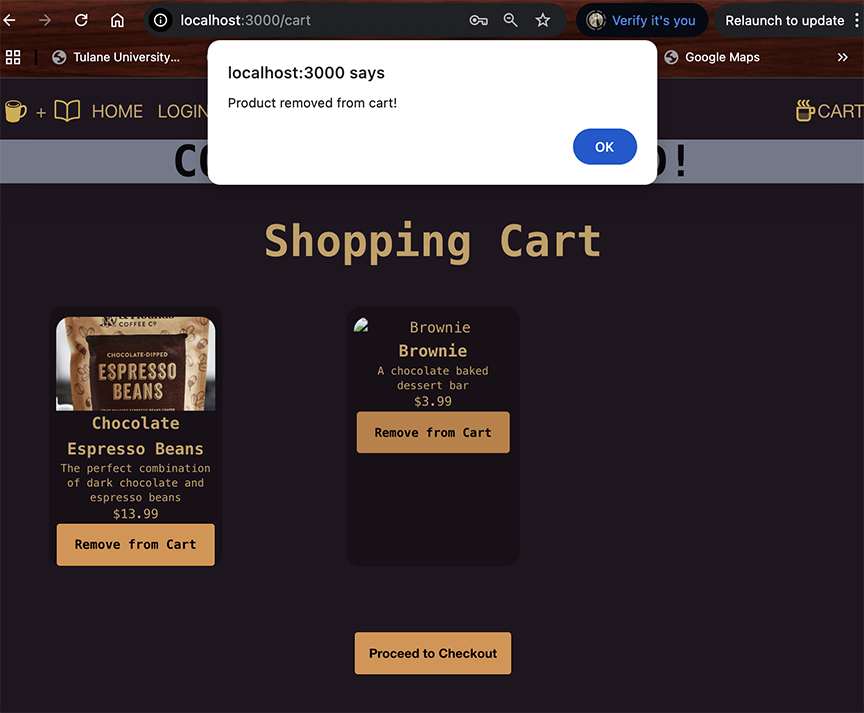 localhost:3000/cart
Verify it's you
Relaunch to update
Tulane University...
Google Maps
localhost:3000 says
Product removed from cart!
OK
+ HOME LOGIN
CART
Shopping Cart
COFFEE CO
CHOCOLATE-DIPPED
ESPRESSO
BEANS
Chocolate
Espresso Beans
The perfect combination
of dark chocolate and
espresso beans
$13.99
Remove from Cart
Brownie
Brownie
A chocolate baked
dessert bar
$3.99
Remove from Cart
Proceed to Checkout